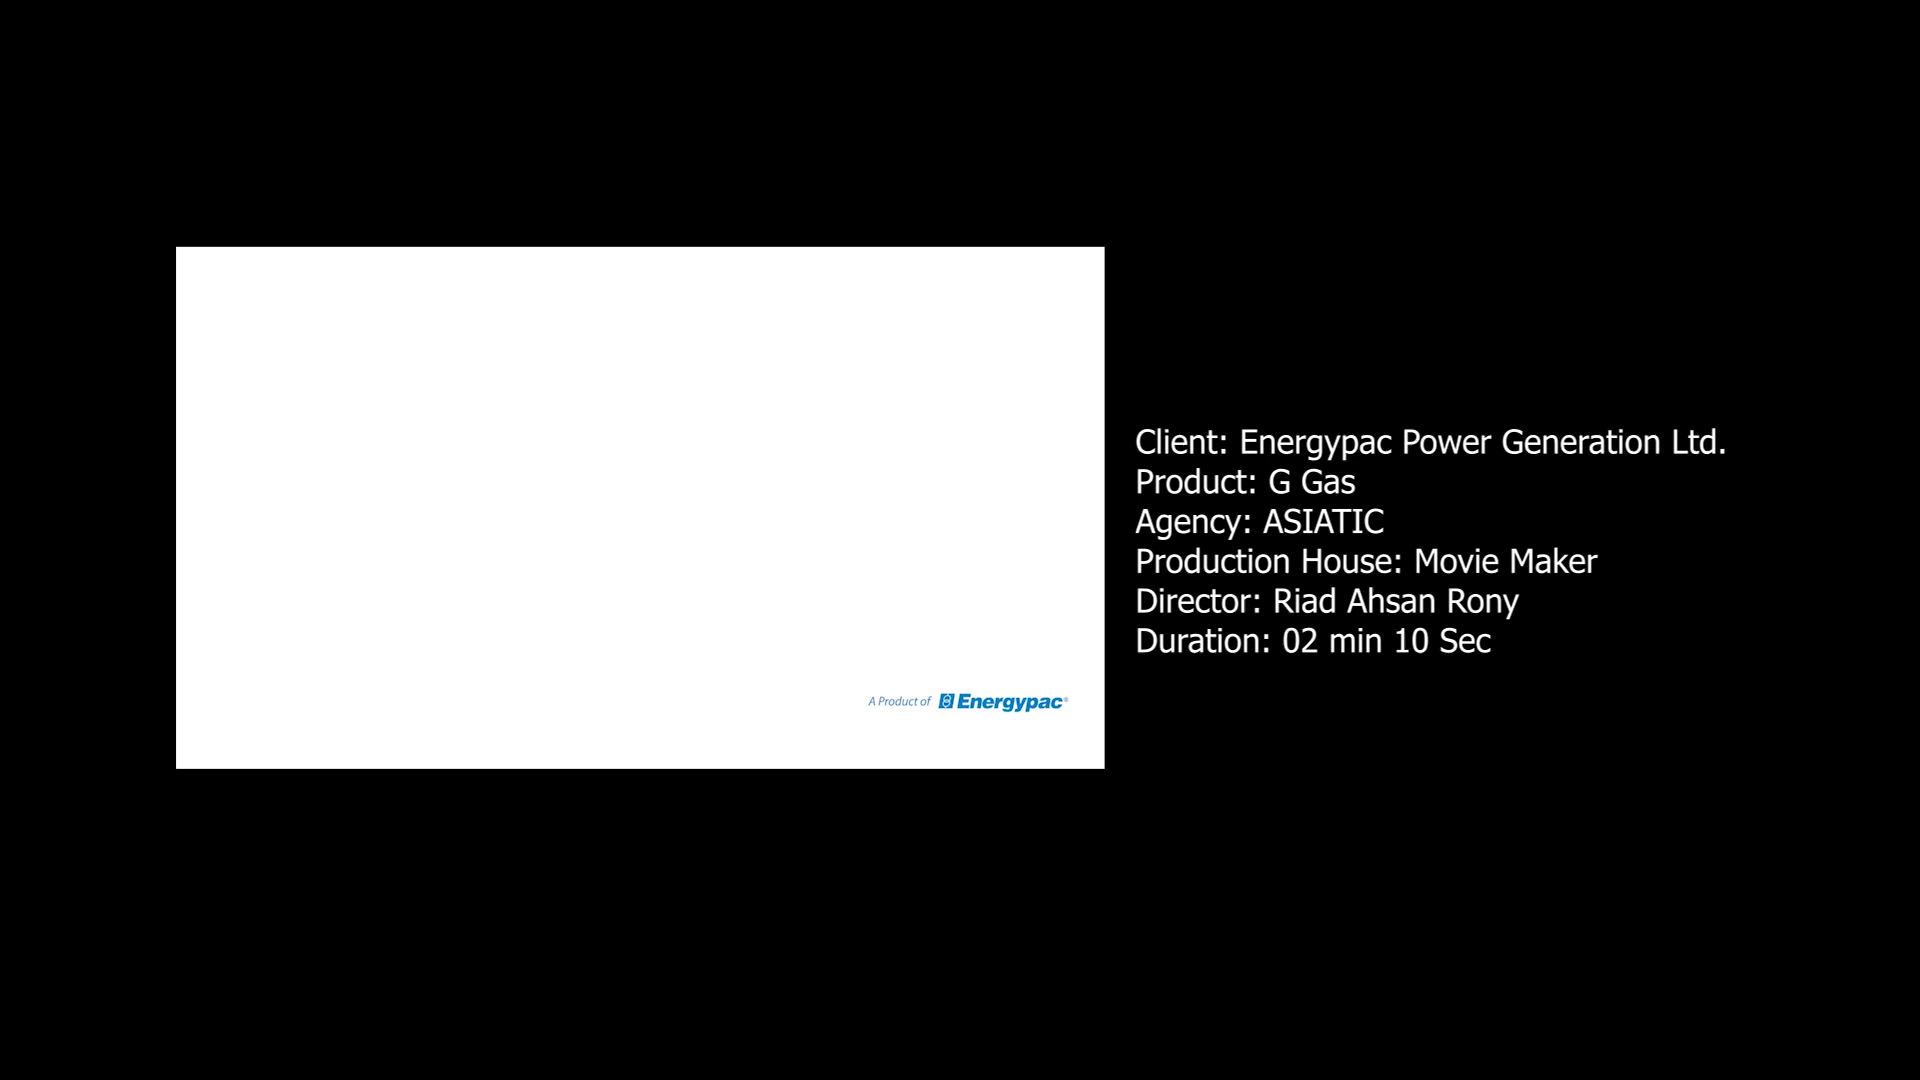 A Product of Energypac®
Client: Energypac Power Generation Ltd.
Product: G Gas
Agency: ASIATIC
Production House: Movie Maker
Director: Riad Ahsan Rony
Duration: 02 min 10 Sec